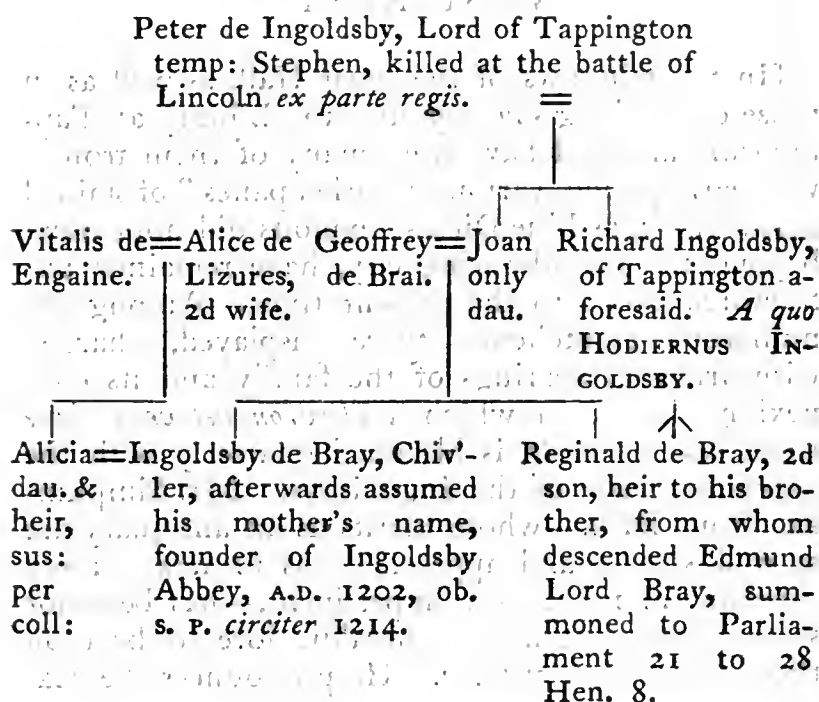 Peter de Ingoldsby, Lord of Tappington
temp: Stephen, killed at the battle of
Lincoln ex parte regis. =
Vitalis de=Alice de
Engaine. Lizures,
2d wife.
Geoffrey=Joan
de Brai. only
dau.
Richard Ingoldsby,
of Tappington a-
foresaid. A quo
HODIERNUS IN-
GOLDSBY.
Alicia=Ingoldsby de Bray, Chiv'-
dau. & ler, afterwards assumed
heir, his mother's name,
sus: founder of Ingoldsby
per Abbey, A.D. 1202, ob.
coll: S. P. circiter 1214.
Reginald de Bray, 2d
son, heir to his bro-
ther, from whom
descended Edmund
Lord Bray, sum-
moned to Parlia-
ment 21 to 28
Hen. 8.